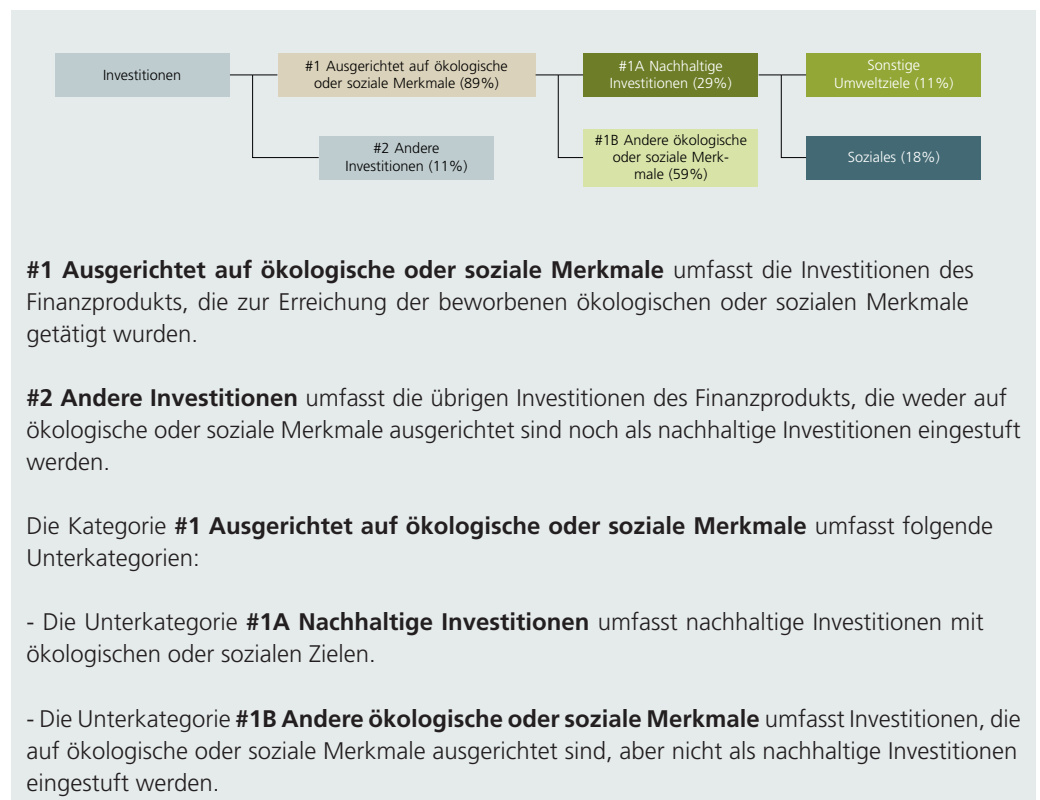 Investitionen
#1 Ausgerichtet auf ökologische
oder soziale Merkmale (89%)
#1A Nachhaltige
Investitionen (29%)
Sonstige
Umweltziele (11%)
#2 Andere
Investitionen (11%)
#1B Andere ökologische
oder soziale Merk-
male (59%)
Soziales (18%)
#1 Ausgerichtet auf ökologische oder soziale Merkmale umfasst die Investitionen des
Finanzprodukts, die zur Erreichung der beworbenen ökologischen oder sozialen Merkmale
getätigt wurden.
#2 Andere Investitionen umfasst die übrigen Investitionen des Finanzprodukts, die weder auf
ökologische oder soziale Merkmale ausgerichtet sind noch als nachhaltige Investitionen eingestuft
werden.
Die Kategorie #1 Ausgerichtet auf ökologische oder soziale Merkmale umfasst folgende
Unterkategorien:
- Die Unterkategorie #1A Nachhaltige Investitionen umfasst nachhaltige Investitionen mit
ökologischen oder sozialen Zielen.
- Die Unterkategorie #1B Andere ökologische oder soziale Merkmale umfasst Investitionen, die
auf ökologische oder soziale Merkmale ausgerichtet sind, aber nicht als nachhaltige Investitionen
eingestuft werden.